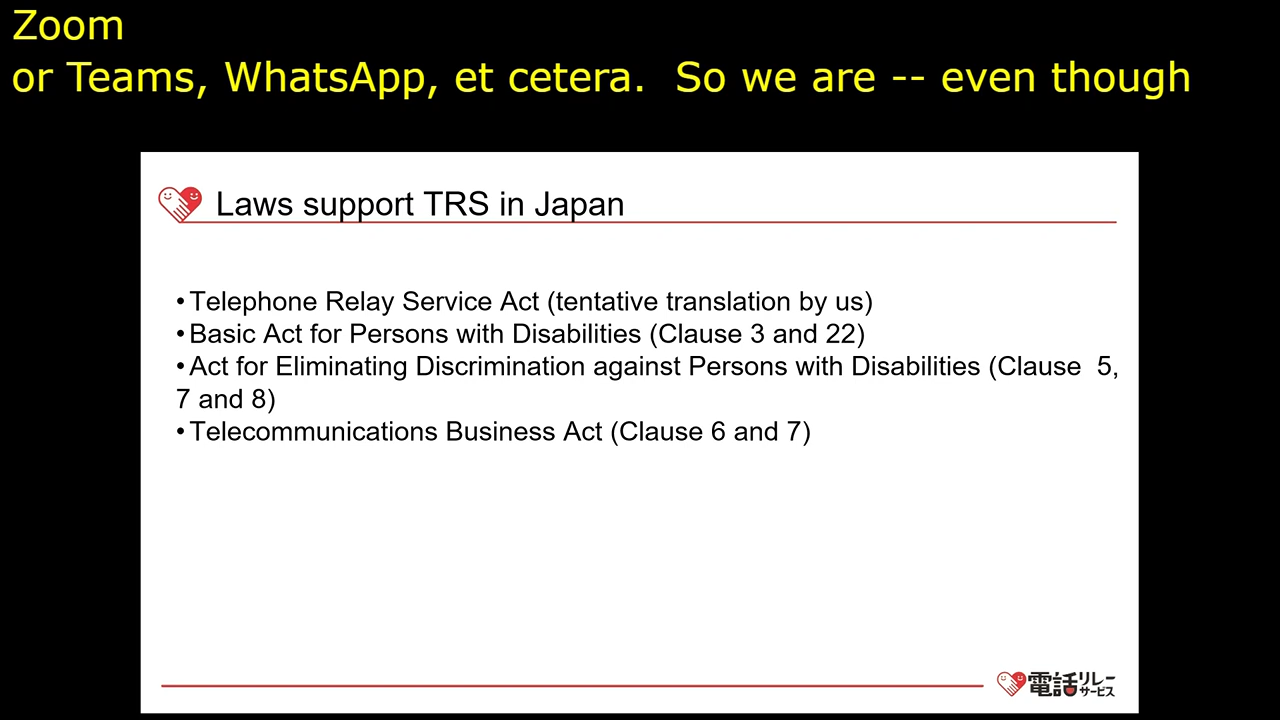 Zoom
or Teams, WhatsApp, et cetera.  So we are -- even though
Laws support TRS in Japan
•Telephone Relay Service Act (tentative translation by us)
•Basic Act for Persons with Disabilities (Clause 3 and 22)
•Act for Eliminating Discrimination against Persons with Disabilities (Clause  5,
7 and 8)
•Telecommunications Business Act (Clause 6 and 7)
電話リレーサービス